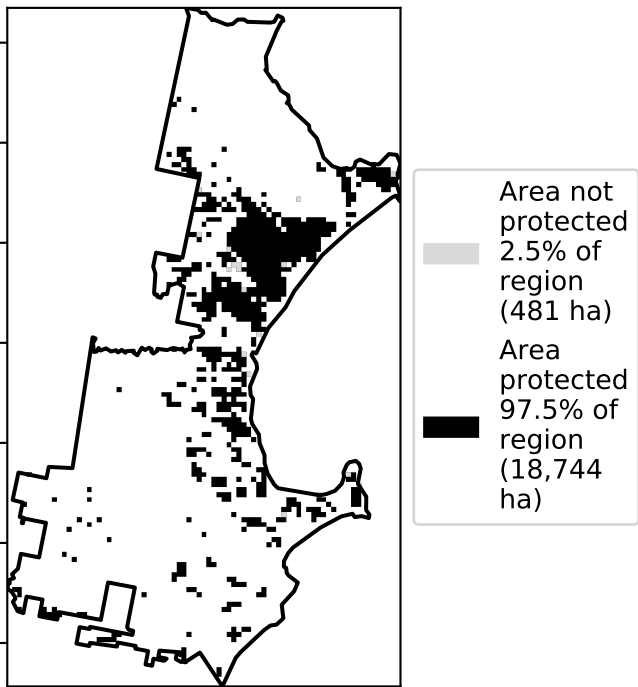 Area not
protected
2.5% of
region
(481 ha)
Area
protected
97.5% of
region
(18,744
ha)